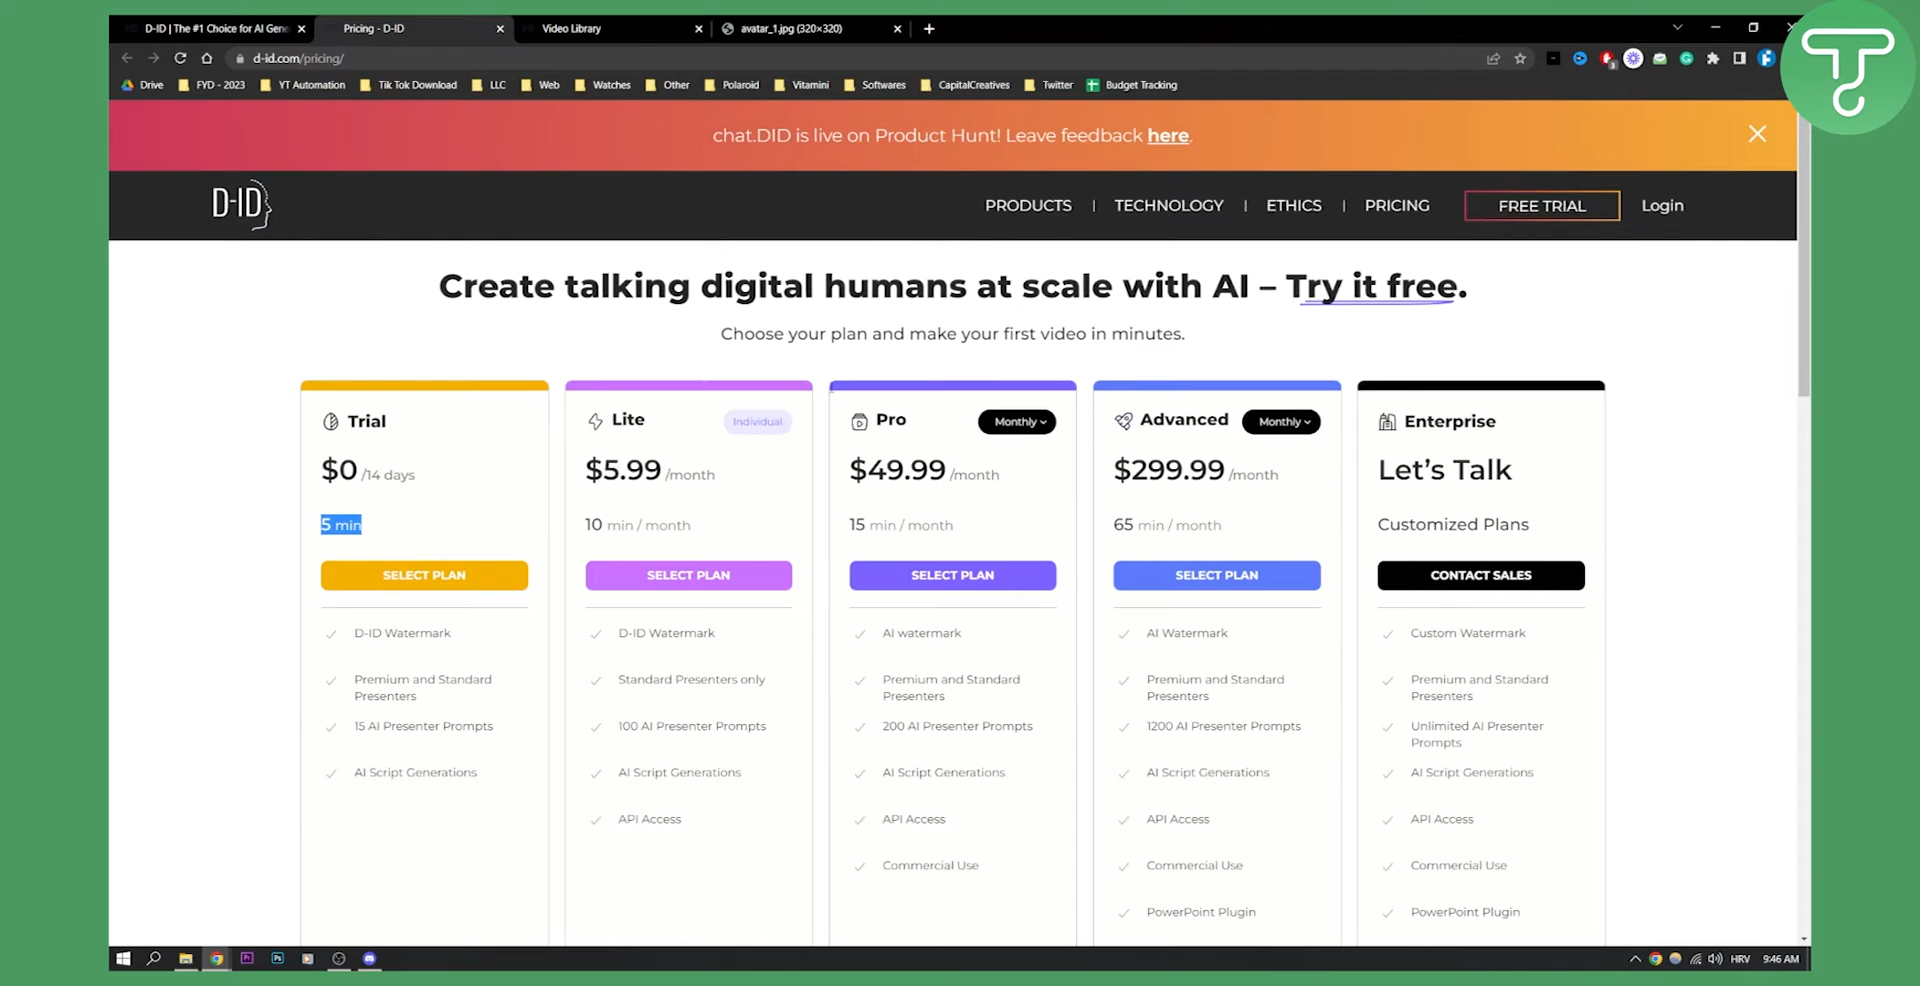 D-ID | The #1 Choice for AI Gene
Pricing - D-ID
Video Library
avatar_1.jpg (320×320)
d-id.com/pricing/
Drive
FYD - 2023
YT Automation
Tik Tok Download
LLC
Web
Watches
Other
Polaroid
Vitamini
Softwares
CapitalCreatives
Twitter
Budget Tracking
chat.DID is live on Product Hunt! Leave feedback here.
D-ID
PRODUCTS | TECHNOLOGY | ETHICS | PRICING
FREE TRIAL
Login
Create talking digital humans at scale with AI – Try it free.
Choose your plan and make your first video in minutes.
Trial
$0 /14 days
5 min
SELECT PLAN
D-ID Watermark
Premium and Standard
Presenters
15 AI Presenter Prompts
AI Script Generations
Lite
Individual
$5.99 /month
10 min / month
SELECT PLAN
D-ID Watermark
Standard Presenters only
100 AI Presenter Prompts
AI Script Generations
API Access
Pro
Monthly
$49.99 /month
15 min / month
SELECT PLAN
AI watermark
Premium and Standard
Presenters
200 AI Presenter Prompts
AI Script Generations
API Access
Commercial Use
Advanced
Monthly
$299.99 /month
65 min / month
SELECT PLAN
AI Watermark
Premium and Standard
Presenters
1200 AI Presenter Prompts
AI Script Generations
API Access
Commercial Use
PowerPoint Plugin
Enterprise
Let's Talk
Customized Plans
CONTACT SALES
Custom Watermark
Premium and Standard
Presenters
Unlimited AI Presenter
Prompts
AI Script Generations
API Access
Commercial Use
PowerPoint Plugin
Pr
Ps
HRV
9:46 AM